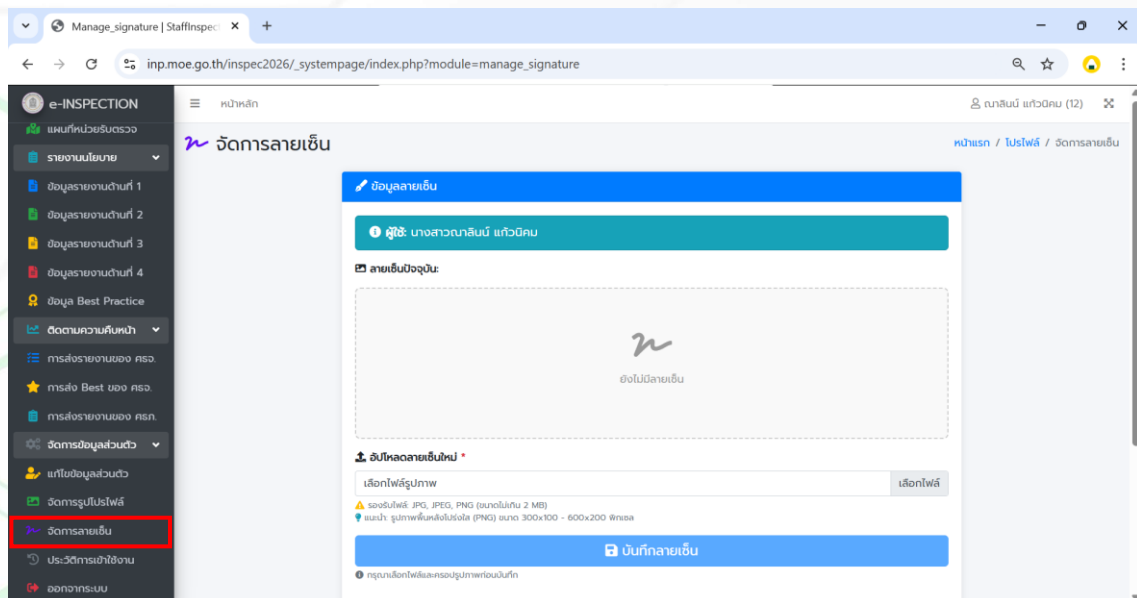 Manage_signature | StaffInspec
inp.moe.go.th/inspec2026/_systempage/index.php?module=manage_signature
e-INSPECTION
หน้าหลัก
ณาลินน์ แก้วนิคม (12)
แผนที่หน่วยรับตรวจ
รายงานนโยบาย
ข้อมูลรายงานด้านที่ 1
ข้อมูลรายงานด้านที่ 2
ข้อมูลรายงานด้านที่ 3
ข้อมูลรายงานด้านที่ 4
ข้อมูล Best Practice
ติดตามความคืบหน้า
การส่งรายงานของ ศธจ.
การส่ง Best ของ ศธจ.
การส่งรายงานของ ศธภ.
จัดการข้อมูลส่วนตัว
แก้ไขข้อมูลส่วนตัว
จัดการรูปโปรไฟล์
จัดการลายเซ็น
ประวัติการเข้าใช้งาน
ออกจากระบบ
จัดการลายเซ็น
หน้าแรก / โปรไฟล์ / จัดการลายเซ็น
ข้อมูลลายเซ็น
ผู้ใช้: นางสาวณาลินน์ แก้วนิคม
ลายเซ็นปัจจุบัน:
ยังไม่มีลายเซ็น
อัปโหลดลายเซ็นใหม่ *
เลือกไฟล์รูปภาพ เลือกไฟล์
รองรับไฟล์: JPG, JPEG, PNG (ขนาดไม่เกิน 2 MB)
แนะนำ: รูปภาพพื้นหลังโปร่งใส (PNG) ขนาด 300x100 - 600x200 พิกเซล
บันทึกลายเซ็น
กรุณาเลือกไฟล์และครอปรูปภาพก่อนบันทึก